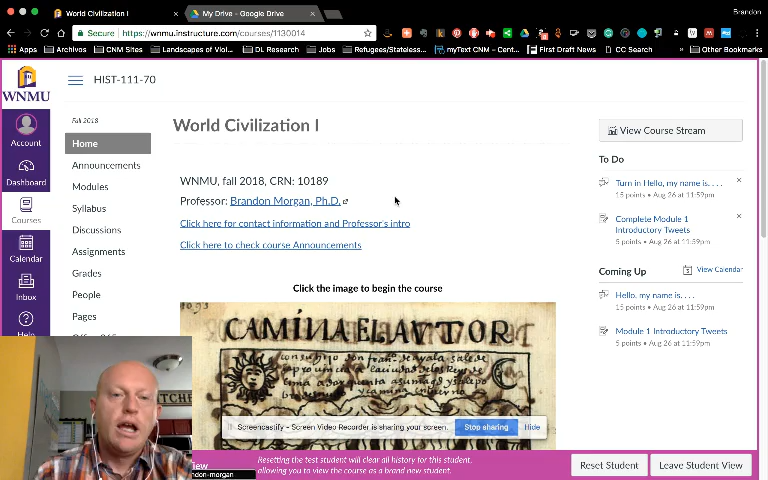 World Civilization I
My Drive - Google Drive
Brandon
Secure
https://wnmu.instructure.com/courses/1130014
Apps
Archivos
CNM Sites
Landscapes of Viol...
DL Research
Jobs
Refugees/Stateless...
myText CNM – Cent...
First Draft News
CC Search
»
Other Bookmarks
WNMU
HIST-111-70
Account
Dashboard
Courses
Calendar
Inbox
Help
Fall 2018
Home
Announcements
Modules
Syllabus
Discussions
Assignments
Grades
People
Pages
World Civilization I
WNMU, fall 2018, CRN: 10189
Professor: Brandon Morgan, Ph.D.
Click here for contact information and Professor's intro
Click here to check course Announcements
Click the image to begin the course
CAMÍNA EL AVTOR
View Course Stream
To Do
Turn in Hello, my name is. . . .
15 points • Aug 26 at 11:59pm
Complete Module 1
Introductory Tweets
5 points • Aug 26 at 11:59pm
Coming Up
View Calendar
Hello, my name is. . . .
15 points • Aug 26 at 11:59pm
Module 1 Introductory Tweets
5 points • Aug 26 at 11:59pm
Screencastify - Screen Video Recorder is sharing your screen.
Stop sharing
Hide
Resetting the test student will clear all history for this student,
allowing you to view the course as a brand new student.
Reset Student
Leave Student View